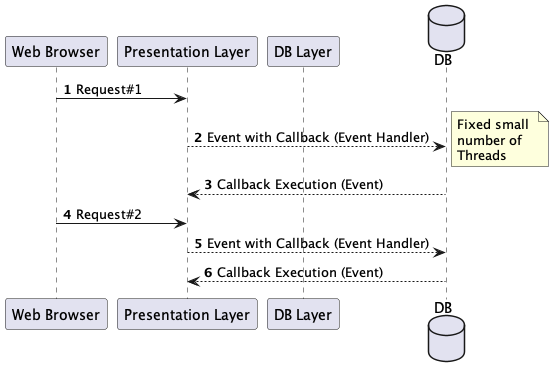 Web Browser
Presentation Layer
DB Layer
DB
1 Request#1
2 Event with Callback (Event Handler)
Fixed small
number of
Threads
3 Callback Execution (Event)
4 Request#2
5 Event with Callback (Event Handler)
6 Callback Execution (Event)
Web Browser
Presentation Layer
DB Layer
DB